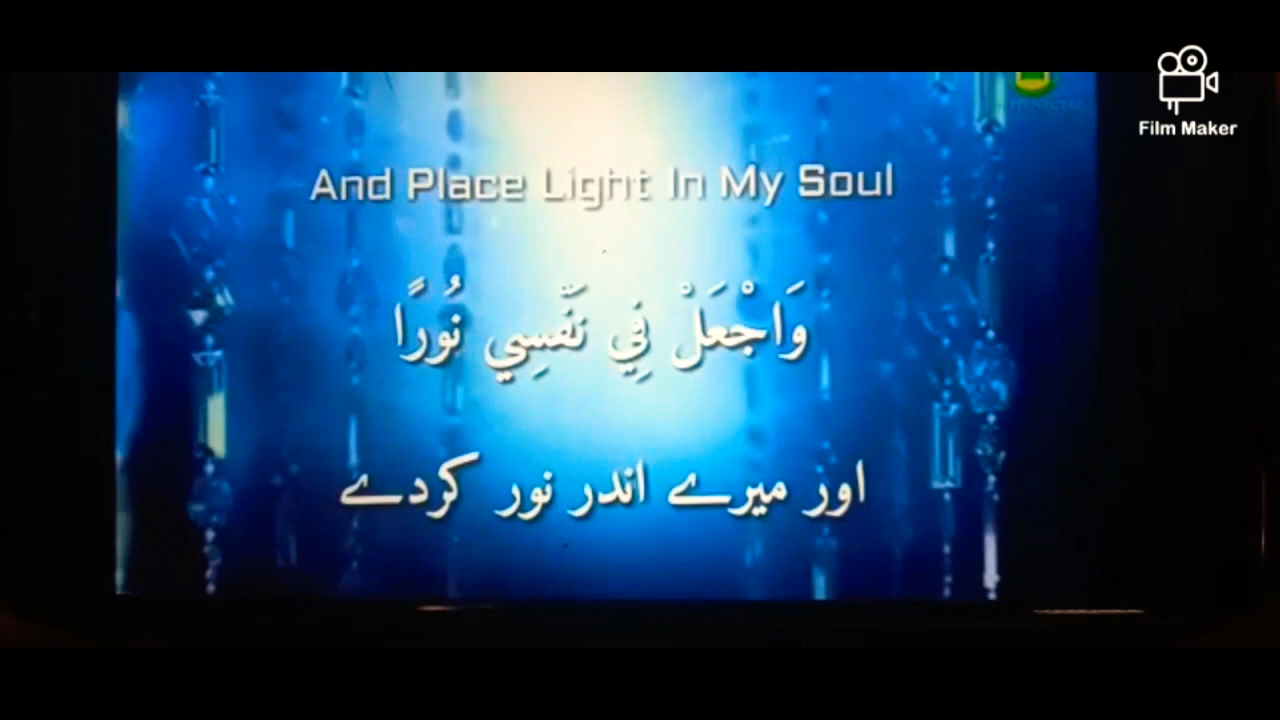 Film Maker
And Place Light In My Soul
وَاجْعَلْ فِي نَفْسِي نُورًا
اور میرے اندر نور کردے